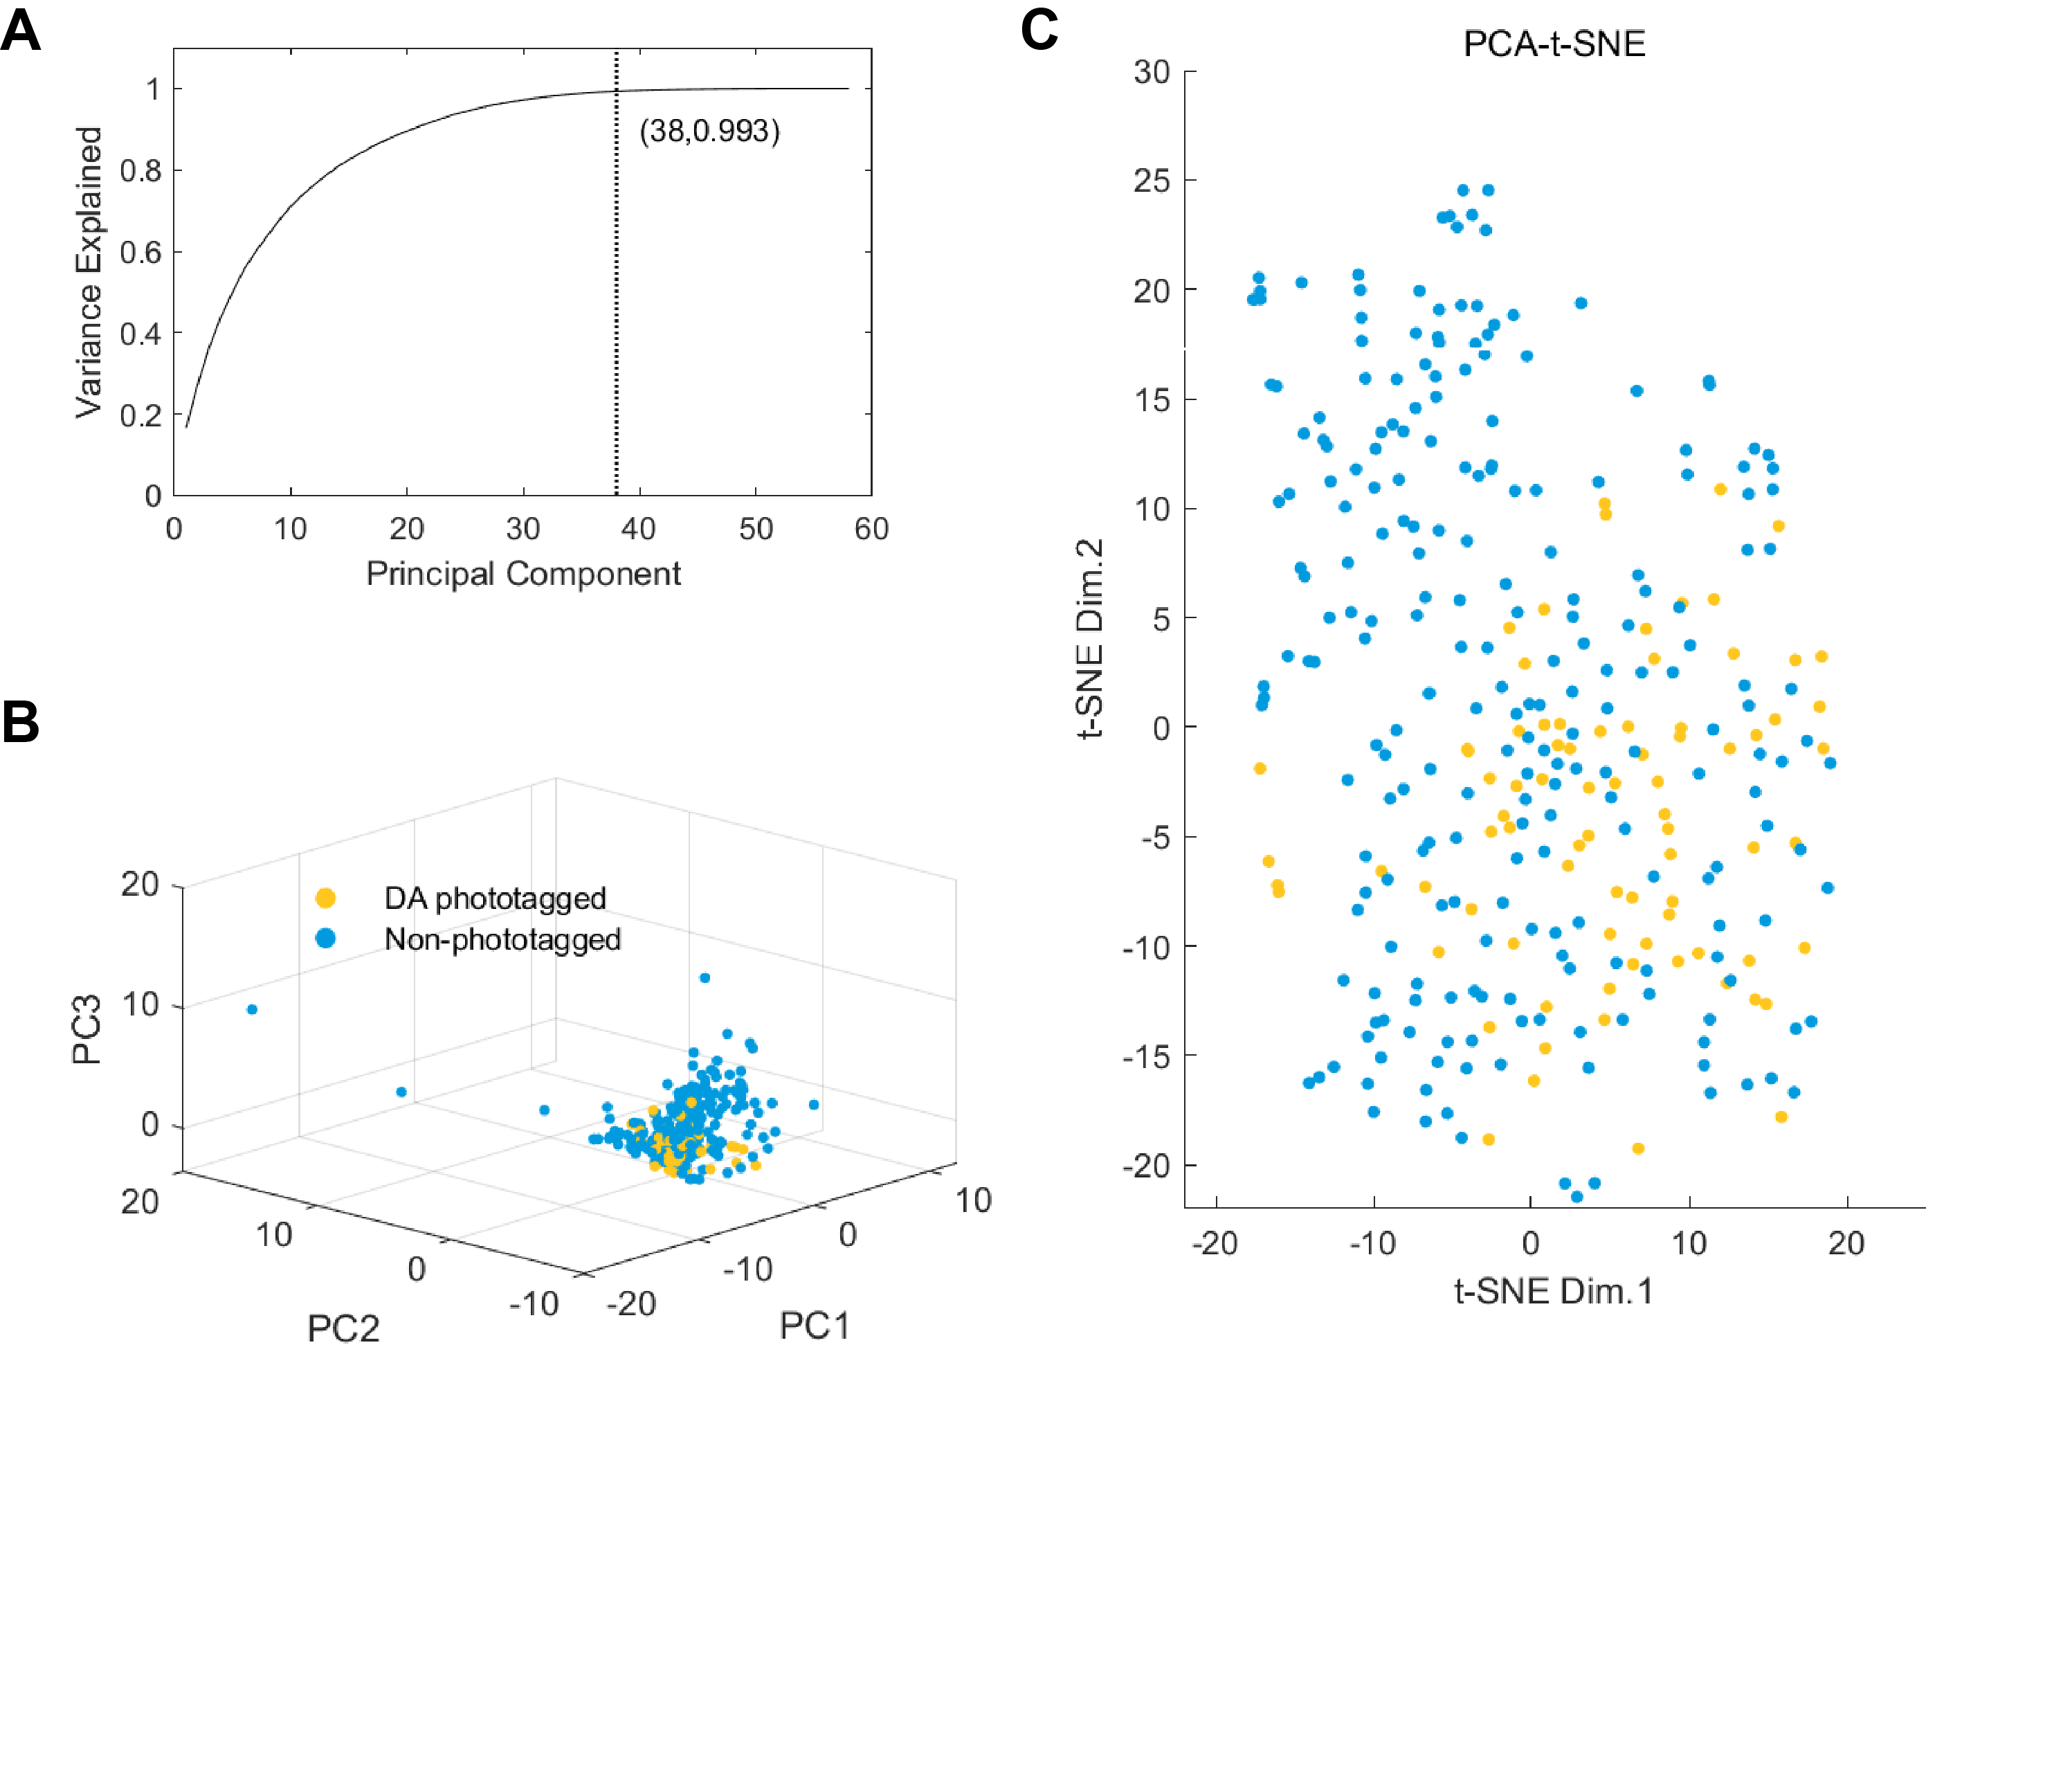 A
1
0.8
0.6
0.4
0.2
0
Variance Explained
(38,0.993)
0 10 20 30 40 50 60
Principal Component
B
20
10
0
PC3
DA phototagged
Non-phototagged
20
10
0
-10
PC2
-20
-10
0
10
PC1
C
PCA-t-SNE
30
25
20
15
10
5
0
-5
-10
-15
-20
t-SNE Dim.2
-20 -10 0 10 20
t-SNE Dim.1